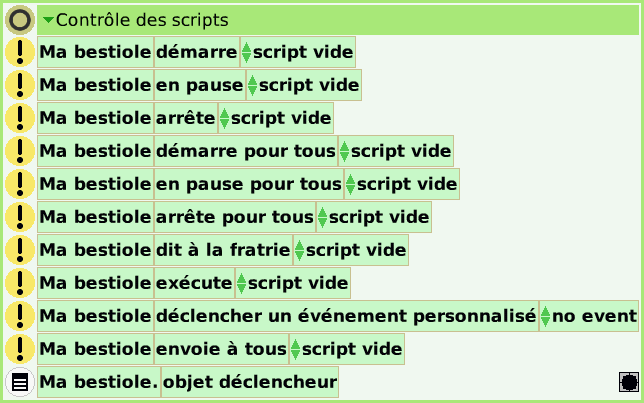 Contrôle des scripts
Ma bestiole démarre script vide
Ma bestiole en pause script vide
Ma bestiole arrête script vide
Ma bestiole démarre pour tous script vide
Ma bestiole en pause pour tous script vide
Ma bestiole arrête pour tous script vide
Ma bestiole dit à la fratrie script vide
Ma bestiole exécute script vide
Ma bestiole déclencher un événement personnalisé no event
Ma bestiole envoie à tous script vide
Ma bestiole. objet déclencheur